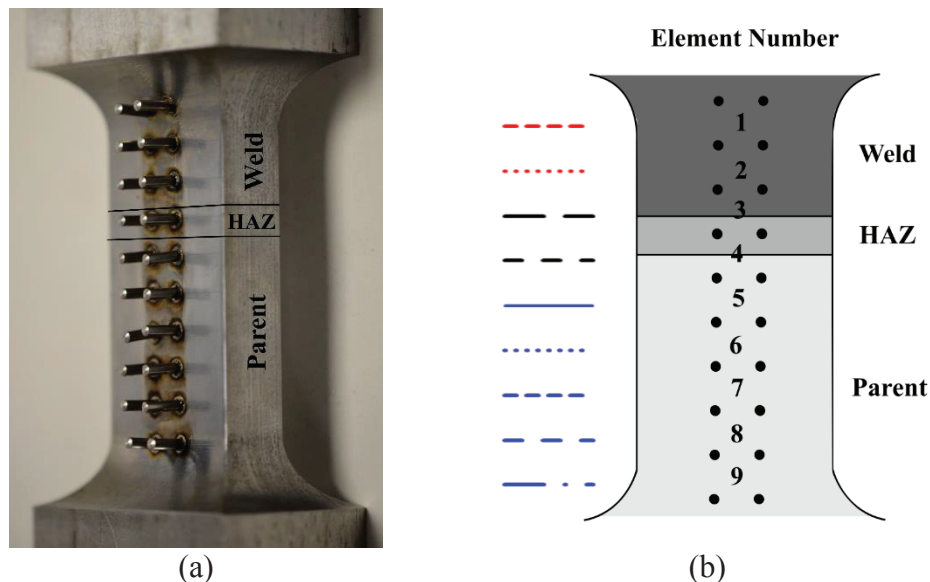 Weld
HAZ
Parent
(a)
Element Number
1
2
3
4
5
6
7
8
9
Weld
HAZ
Parent
(b)